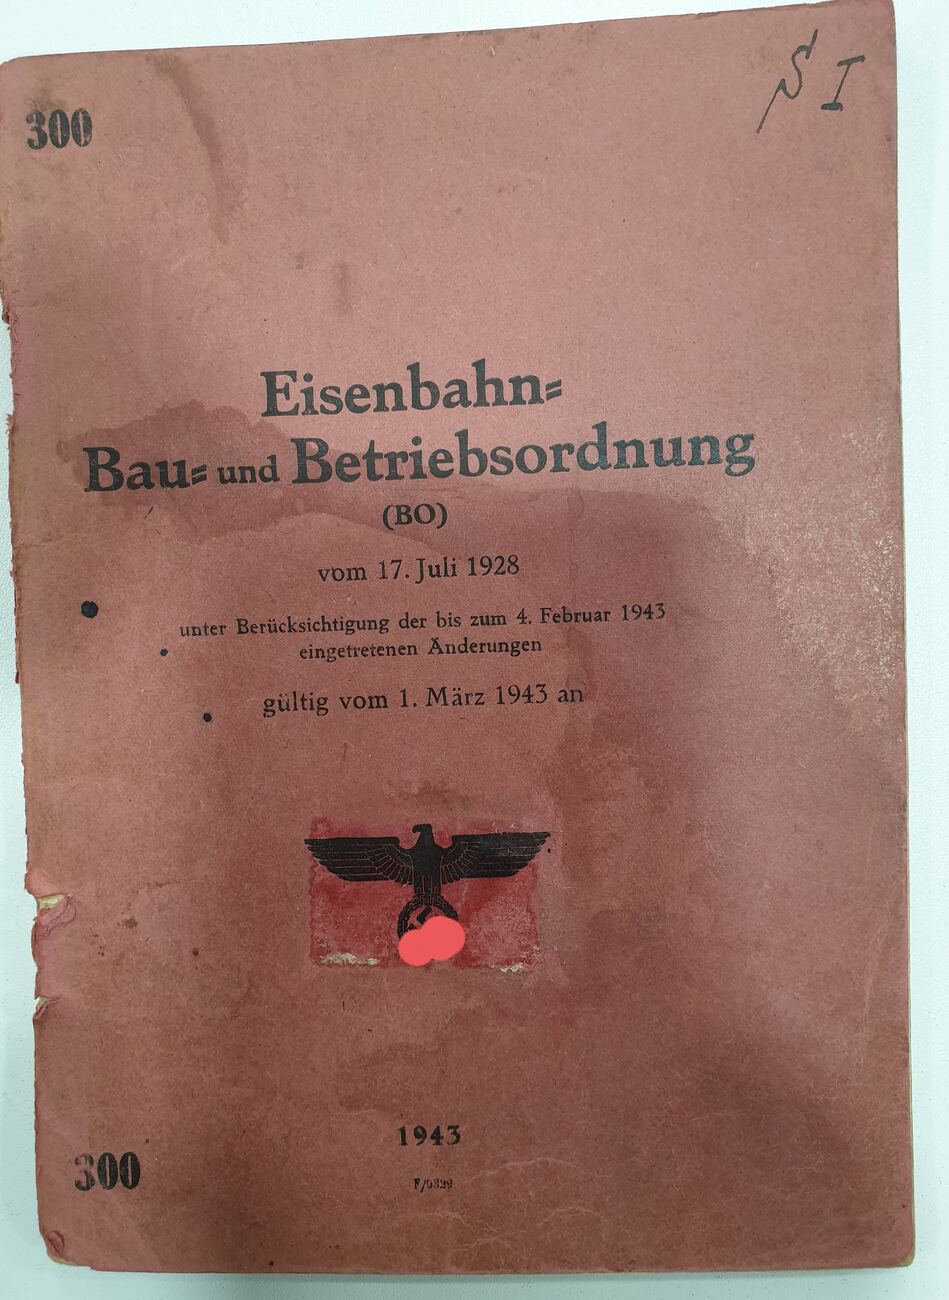 300
Eisenbahn=
Bau= und Betriebsordnung
(BO)
vom 17. Juli 1928
unter Berücksichtigung der bis zum 4. Februar 1943
eingetretenen Änderungen
gültig vom 1. März 1943 an
1943
300